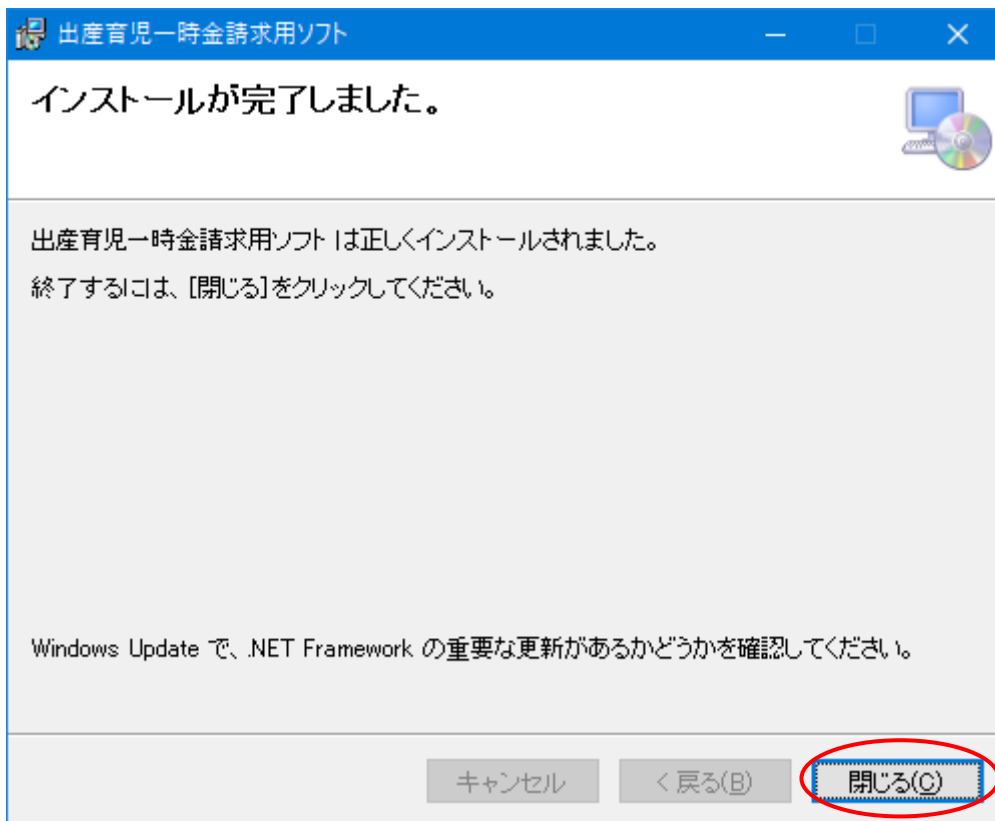 出産育児一時金請求用ソフト
インストールが完了しました。
出産育児一時金請求用ソフト は正しくインストールされました。
終了するには、[閉じる]をクリックしてください。
Windows Update で、.NET Framework の重要な更新があるかどうかを確認してください。
キャンセル
< 戻る(B)
閉じる(C)